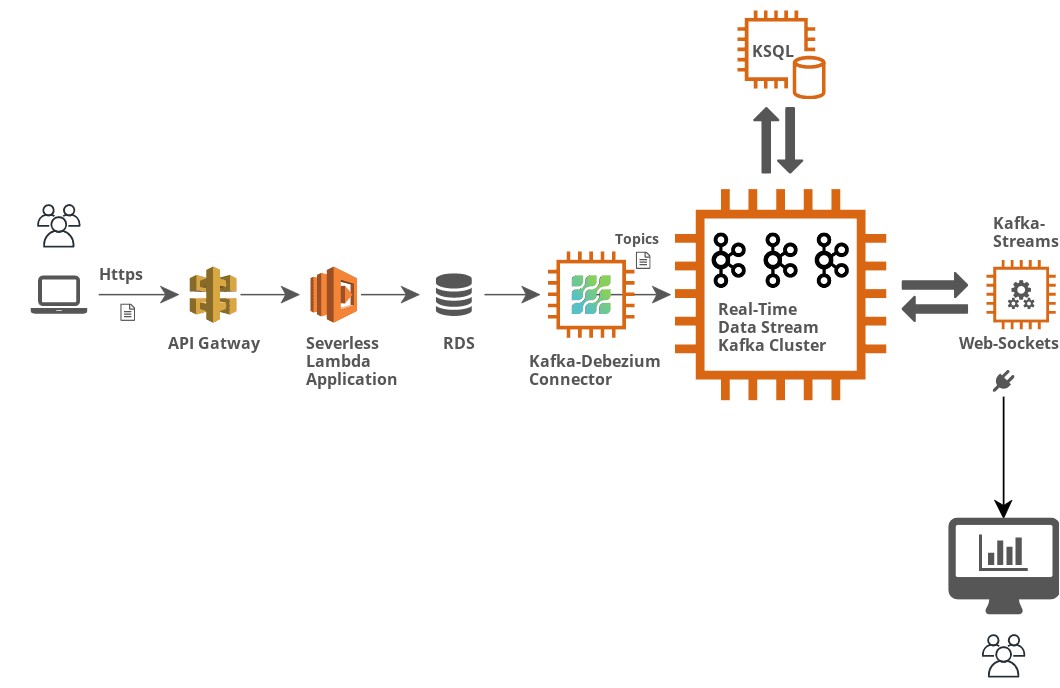 KSQL
Kafka-
Streams
Topics
Https
Real-Time
Data Stream
Kafka Cluster
API Gatway
Severless
Lambda
Application
RDS
Kafka-Debezium
Connector
Web-Sockets